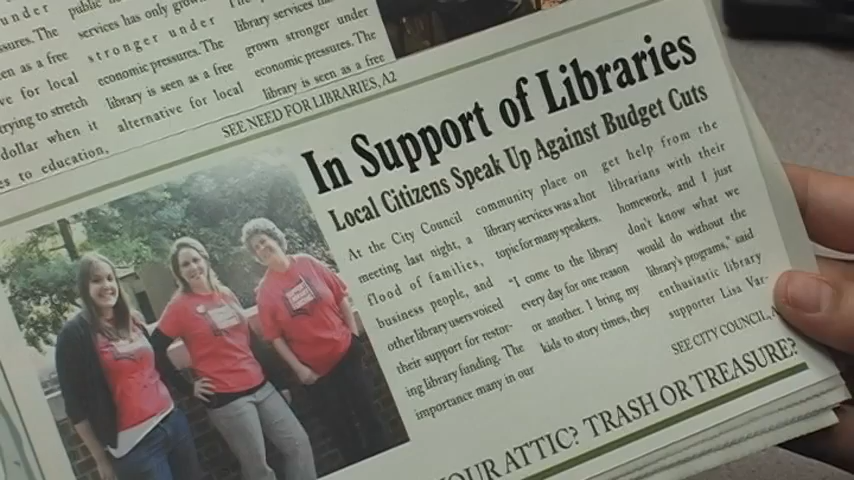 under
ssures. The
en as a free
ve for local
trying to stretch
dollar when it
es to education,
public
services has only grown
stronger under
economic pressures. The
library is seen as a free
alternative for local
library services has
grown stronger under
economic pressures. The
library is seen as a free
SEE NEED FOR LIBRARIES, A2
In Support of Libraries
Local Citizens Speak Up Against Budget Cuts
At the City Council
meeting last night, a
flood of families,
business people, and
other library users voiced
their support for restor-
ing library funding. The
importance many in our
community place on
library services was a hot
topic for many speakers.
"I come to the library
every day for one reason
or another. I bring my
kids to story times, they
get help from the
librarians with their
homework, and I just
don't know what we
would do without the
library's programs," said
enthusiastic library
supporter Lisa Var-
SEE CITY COUNCIL, A
YOUR ATTIC? TRASH OR TREASURE?